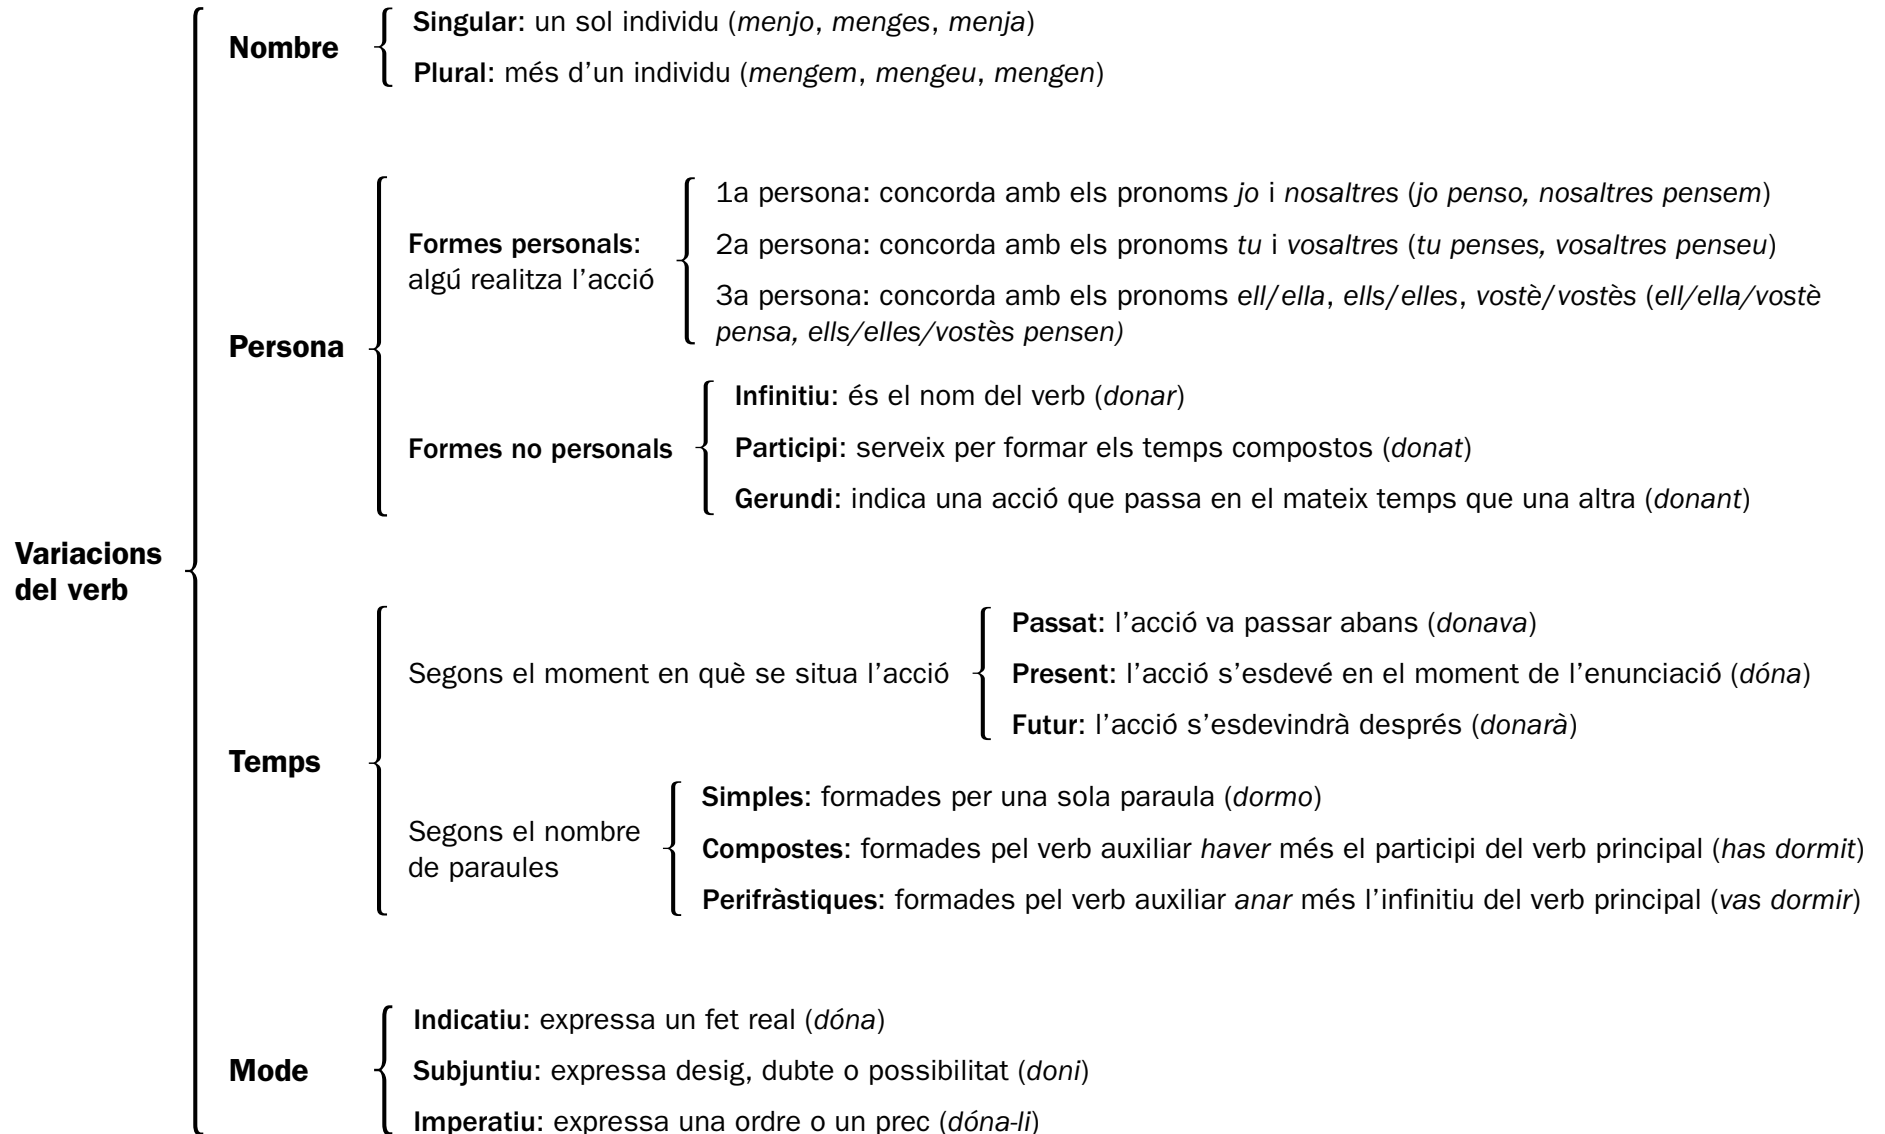 Variacions
del verb
Nombre
Singular: un sol individu (menjo, menges, menja)
Plural: més d’un individu (mengem, mengeu, mengen)
Persona
Formes personals:
algú realitza l’acció
1a persona: concorda amb els pronoms jo i nosaltres (jo penso, nosaltres pensem)
2a persona: concorda amb els pronoms tu i vosaltres (tu penses, vosaltres penseu)
3a persona: concorda amb els pronoms ell/ella, ells/elles, vostè/vostès (ell/ella/vostè
pensa, ells/elles/vostès pensen)
Formes no personals
Infinitiu: és el nom del verb (donar)
Participi: serveix per formar els temps compostos (donat)
Gerundi: indica una acció que passa en el mateix temps que una altra (donant)
Temps
Segons el moment en què se situa l’acció
Passat: l’acció va passar abans (donava)
Present: l’acció s’esdevé en el moment de l’enunciació (dóna)
Futur: l’acció s’esdevindrà després (donarà)
Segons el nombre
de paraules
Simples: formades per una sola paraula (dormo)
Compostes: formades pel verb auxiliar haver més el participi del verb principal (has dormit)
Perifràstiques: formades pel verb auxiliar anar més l’infinitiu del verb principal (vas dormir)
Mode
Indicatiu: expressa un fet real (dóna)
Subjuntiu: expressa desig, dubte o possibilitat (doni)
Imperatiu: expressa una ordre o un prec (dóna-li)